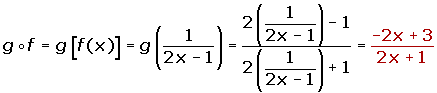 g∘f = g[f(x)] = g(1/(2x − 1)) = (2(1/(2x − 1)) − 1)/(2(1/(2x − 1)) + 1) = (−2x + 3)/(2x + 1)